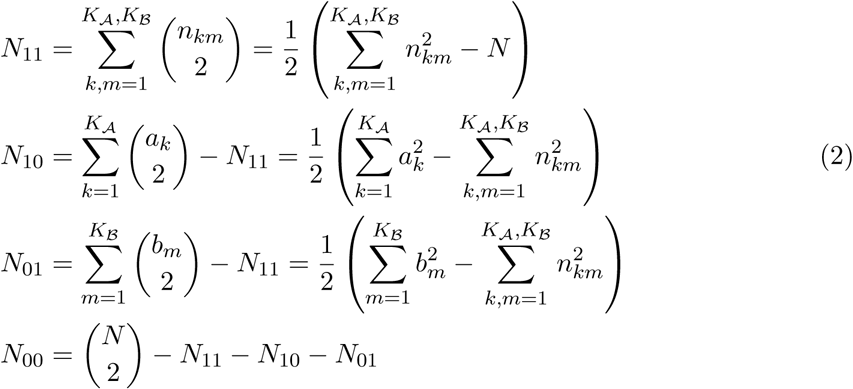 $N_{11} = \sum_{k,m=1}^{K_{\mathcal{A}},K_{\mathcal{B}}} \binom{n_{km}}{2} = \frac{1}{2} \left( \sum_{k,m=1}^{K_{\mathcal{A}},K_{\mathcal{B}}} n_{km}^2 - N \right)$
$N_{10} = \sum_{k=1}^{K_{\mathcal{A}}} \binom{a_k}{2} - N_{11} = \frac{1}{2} \left( \sum_{k=1}^{K_{\mathcal{A}}} a_k^2 - \sum_{k,m=1}^{K_{\mathcal{A}},K_{\mathcal{B}}} n_{km}^2 \right)$ (2)
$N_{01} = \sum_{m=1}^{K_{\mathcal{B}}} \binom{b_m}{2} - N_{11} = \frac{1}{2} \left( \sum_{m=1}^{K_{\mathcal{B}}} b_m^2 - \sum_{k,m=1}^{K_{\mathcal{A}},K_{\mathcal{B}}} n_{km}^2 \right)$
$N_{00} = \binom{N}{2} - N_{11} - N_{10} - N_{01}$